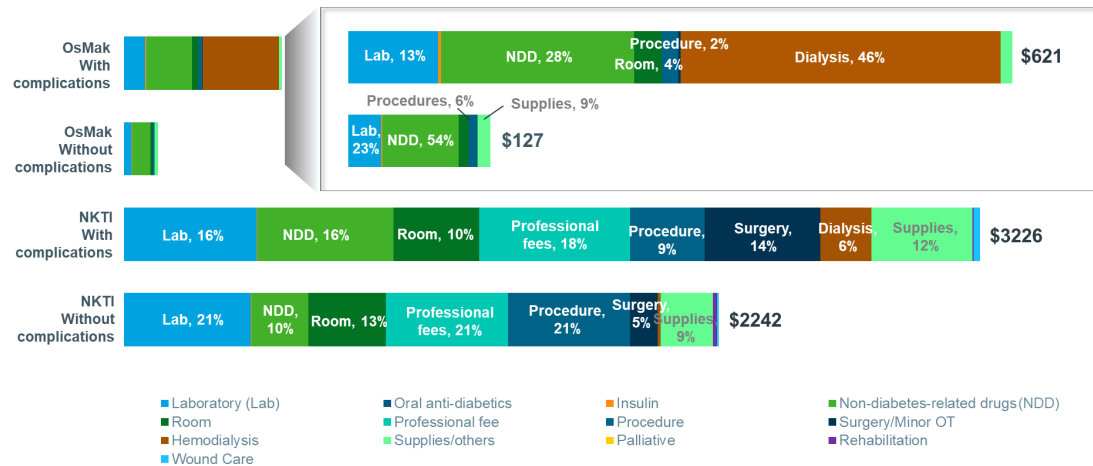 OsMak
With
complications
Lab, 13%
NDD, 28%
Procedure, 2%
Room, 4%
Dialysis, 46%
$621
OsMak
Without
complications
Procedures, 6%
Supplies, 9%
Lab,
23%
NDD, 54%
$127
NKTI
With
complications
Lab, 16%
NDD, 16%
Room, 10%
Professional
fees, 18%
Procedure,
9%
Surgery,
14%
Dialysis,
6%
Supplies,
12%
$3226
NKTI
Without
complications
Lab, 21%
NDD,
10%
Room, 13%
Professional
fees, 21%
Procedure,
21%
Surgery,
5%
Supplies,
9%
$2242
Laboratory (Lab)
Oral anti-diabetics
Insulin
Non-diabetes-related drugs (NDD)
Room
Professional fee
Procedure
Surgery/Minor OT
Hemodialysis
Supplies/others
Palliative
Rehabilitation
Wound Care